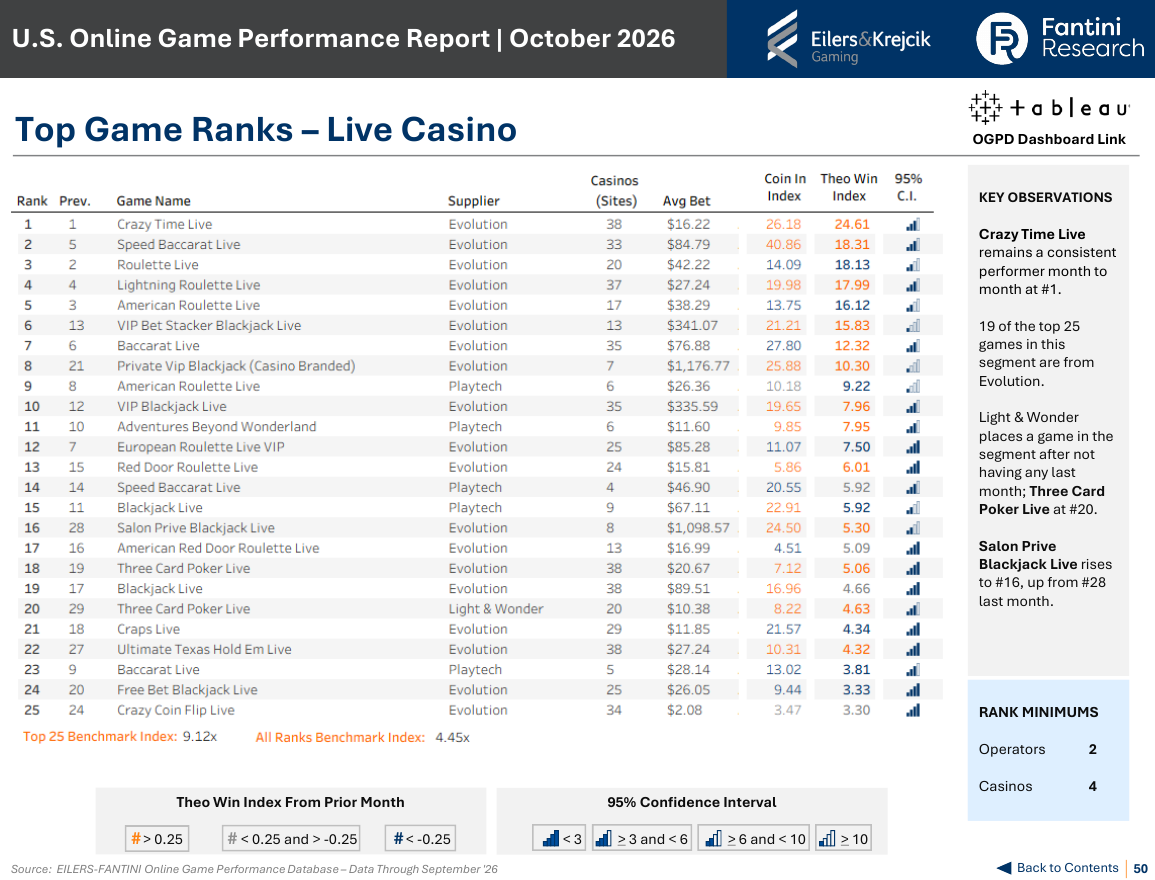 U.S. Online Game Performance Report | October 2026
Eilers&Krejcik
Gaming
Fantini
Research
Top Game Ranks – Live Casino
+ a b | e a u
OGPD Dashboard Link
Rank Prev. Game Name Supplier Casinos (Sites) Avg Bet Coin In Index Theo Win Index 95% C.I.
1 1 Crazy Time Live Evolution 38 $16.22 26.18 24.61
2 5 Speed Baccarat Live Evolution 33 $84.79 40.86 18.31
3 2 Roulette Live Evolution 20 $42.22 14.09 18.13
4 4 Lightning Roulette Live Evolution 37 $27.24 19.98 17.99
5 3 American Roulette Live Evolution 17 $38.29 13.75 16.12
6 13 VIP Bet Stacker Blackjack Live Evolution 13 $341.07 21.21 15.83
7 6 Baccarat Live Evolution 35 $76.88 27.80 12.32
8 21 Private Vip Blackjack (Casino Branded) Evolution 7 $1,176.77 25.88 10.30
9 8 American Roulette Live Playtech 6 $26.36 10.18 9.22
10 12 VIP Blackjack Live Evolution 35 $335.59 19.65 7.96
11 10 Adventures Beyond Wonderland Playtech 6 $11.60 9.85 7.95
12 7 European Roulette Live VIP Evolution 25 $85.28 11.07 7.50
13 15 Red Door Roulette Live Evolution 24 $15.81 5.86 6.01
14 14 Speed Baccarat Live Playtech 4 $46.90 20.55 5.92
15 11 Blackjack Live Playtech 9 $67.11 22.91 5.92
16 28 Salon Prive Blackjack Live Evolution 8 $1,098.57 24.50 5.30
17 16 American Red Door Roulette Live Evolution 13 $16.99 4.51 5.09
18 19 Three Card Poker Live Evolution 38 $20.67 7.12 5.06
19 17 Blackjack Live Evolution 38 $89.51 16.96 4.66
20 29 Three Card Poker Live Light & Wonder 20 $10.38 8.22 4.63
21 18 Craps Live Evolution 29 $11.85 21.57 4.34
22 27 Ultimate Texas Hold Em Live Evolution 38 $27.24 10.31 4.32
23 9 Baccarat Live Playtech 5 $28.14 13.02 3.81
24 20 Free Bet Blackjack Live Evolution 25 $26.05 9.44 3.33
25 24 Crazy Coin Flip Live Evolution 34 $2.08 3.47 3.30
Top 25 Benchmark Index: 9.12x All Ranks Benchmark Index: 4.45x
KEY OBSERVATIONS
Crazy Time Live
remains a consistent
performer month to
month at #1.
19 of the top 25
games in this
segment are from
Evolution.
Light & Wonder
places a game in the
segment after not
having any last
month; Three Card
Poker Live at #20.
Salon Prive
Blackjack Live rises
to #16, up from #28
last month.
RANK MINIMUMS
Operators 2
Casinos 4
Theo Win Index From Prior Month
# > 0.25 # < 0.25 and > -0.25 # < -0.25
95% Confidence Interval
< 3 ≥ 3 and < 6 ≥ 6 and < 10 ≥ 10
Source: EILERS-FANTINI Online Game Performance Database – Data Through September '26
Back to Contents | 50